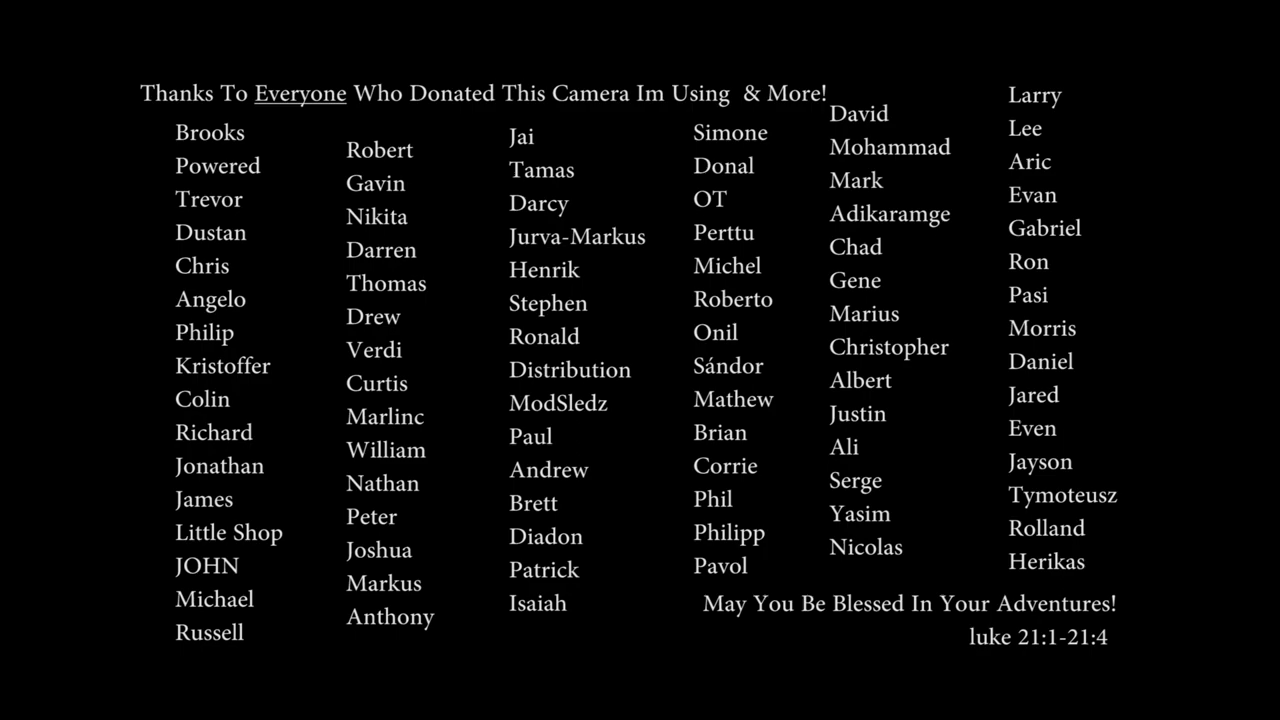 Thanks To Everyone Who Donated This Camera Im Using & More!
Brooks
Powered
Trevor
Dustan
Chris
Angelo
Philip
Kristoffer
Colin
Richard
Jonathan
James
Little Shop
JOHN
Michael
Russell
Robert
Gavin
Nikita
Darren
Thomas
Drew
Verdi
Curtis
Marlinc
William
Nathan
Peter
Joshua
Markus
Anthony
Jai
Tamas
Darcy
Jurva-Markus
Henrik
Stephen
Ronald
Distribution
ModSledz
Paul
Andrew
Brett
Diadon
Patrick
Isaiah
Simone
Donal
OT
Perttu
Michel
Roberto
Onil
Sándor
Mathew
Brian
Corrie
Phil
Philipp
Pavol
David
Mohammad
Mark
Adikaramge
Chad
Gene
Marius
Christopher
Albert
Justin
Ali
Serge
Yasim
Nicolas
Larry
Lee
Aric
Evan
Gabriel
Ron
Pasi
Morris
Daniel
Jared
Even
Jayson
Tymoteusz
Rolland
Herikas
May You Be Blessed In Your Adventures!
luke 21:1-21:4